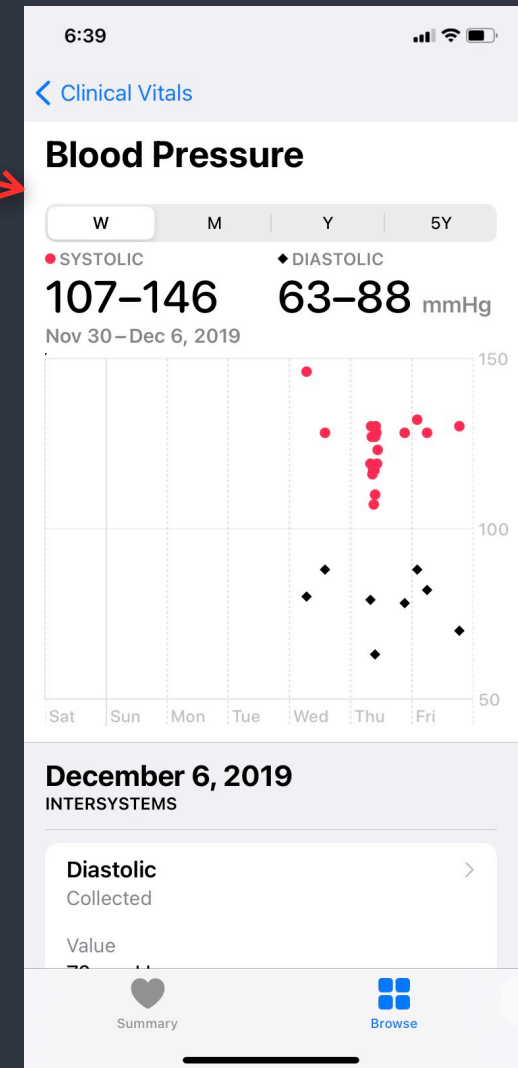 6:39
Clinical Vitals
Blood Pressure
W M Y 5Y
SYSTOLIC DIASTOLIC
107–146 63–88 mmHg
Nov 30–Dec 6, 2019
150
100
50
Sat Sun Mon Tue Wed Thu Fri
December 6, 2019
INTERSYSTEMS
Diastolic
Collected
Value
Summary Browse